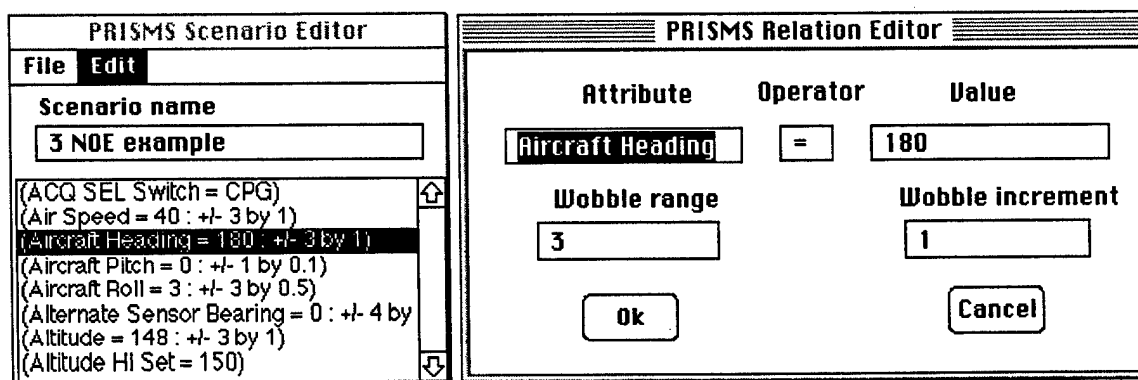 PRISMS Scenario Editor
File Edit
Scenario name
3 NOE example
(ACQ SEL Switch = CPG)
(Air Speed = 40 : +/- 3 by 1)
(Aircraft Heading = 180 : +/- 3 by 1)
(Aircraft Pitch = 0 : +/- 1 by 0.1)
(Aircraft Roll = 3 : +/- 3 by 0.5)
(Alternate Sensor Bearing = 0 : +/- 4 by
(Altitude = 148 : +/- 3 by 1)
(Altitude HI Set = 150)
PRISMS Relation Editor
Attribute Operator Value
Aircraft Heading = 180
Wobble range Wobble increment
3 1
Ok Cancel